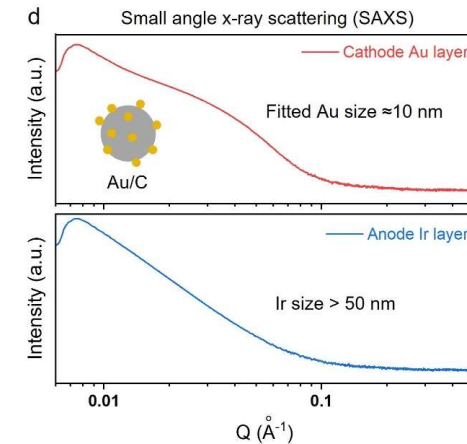 d
Small angle x-ray scattering (SAXS)
Cathode Au layer
Fitted Au size ≈10 nm
Au/C
Intensity (a.u.)
Anode Ir layer
Ir size > 50 nm
Intensity (a.u.)
0.01 0.1
Q (Å⁻¹)